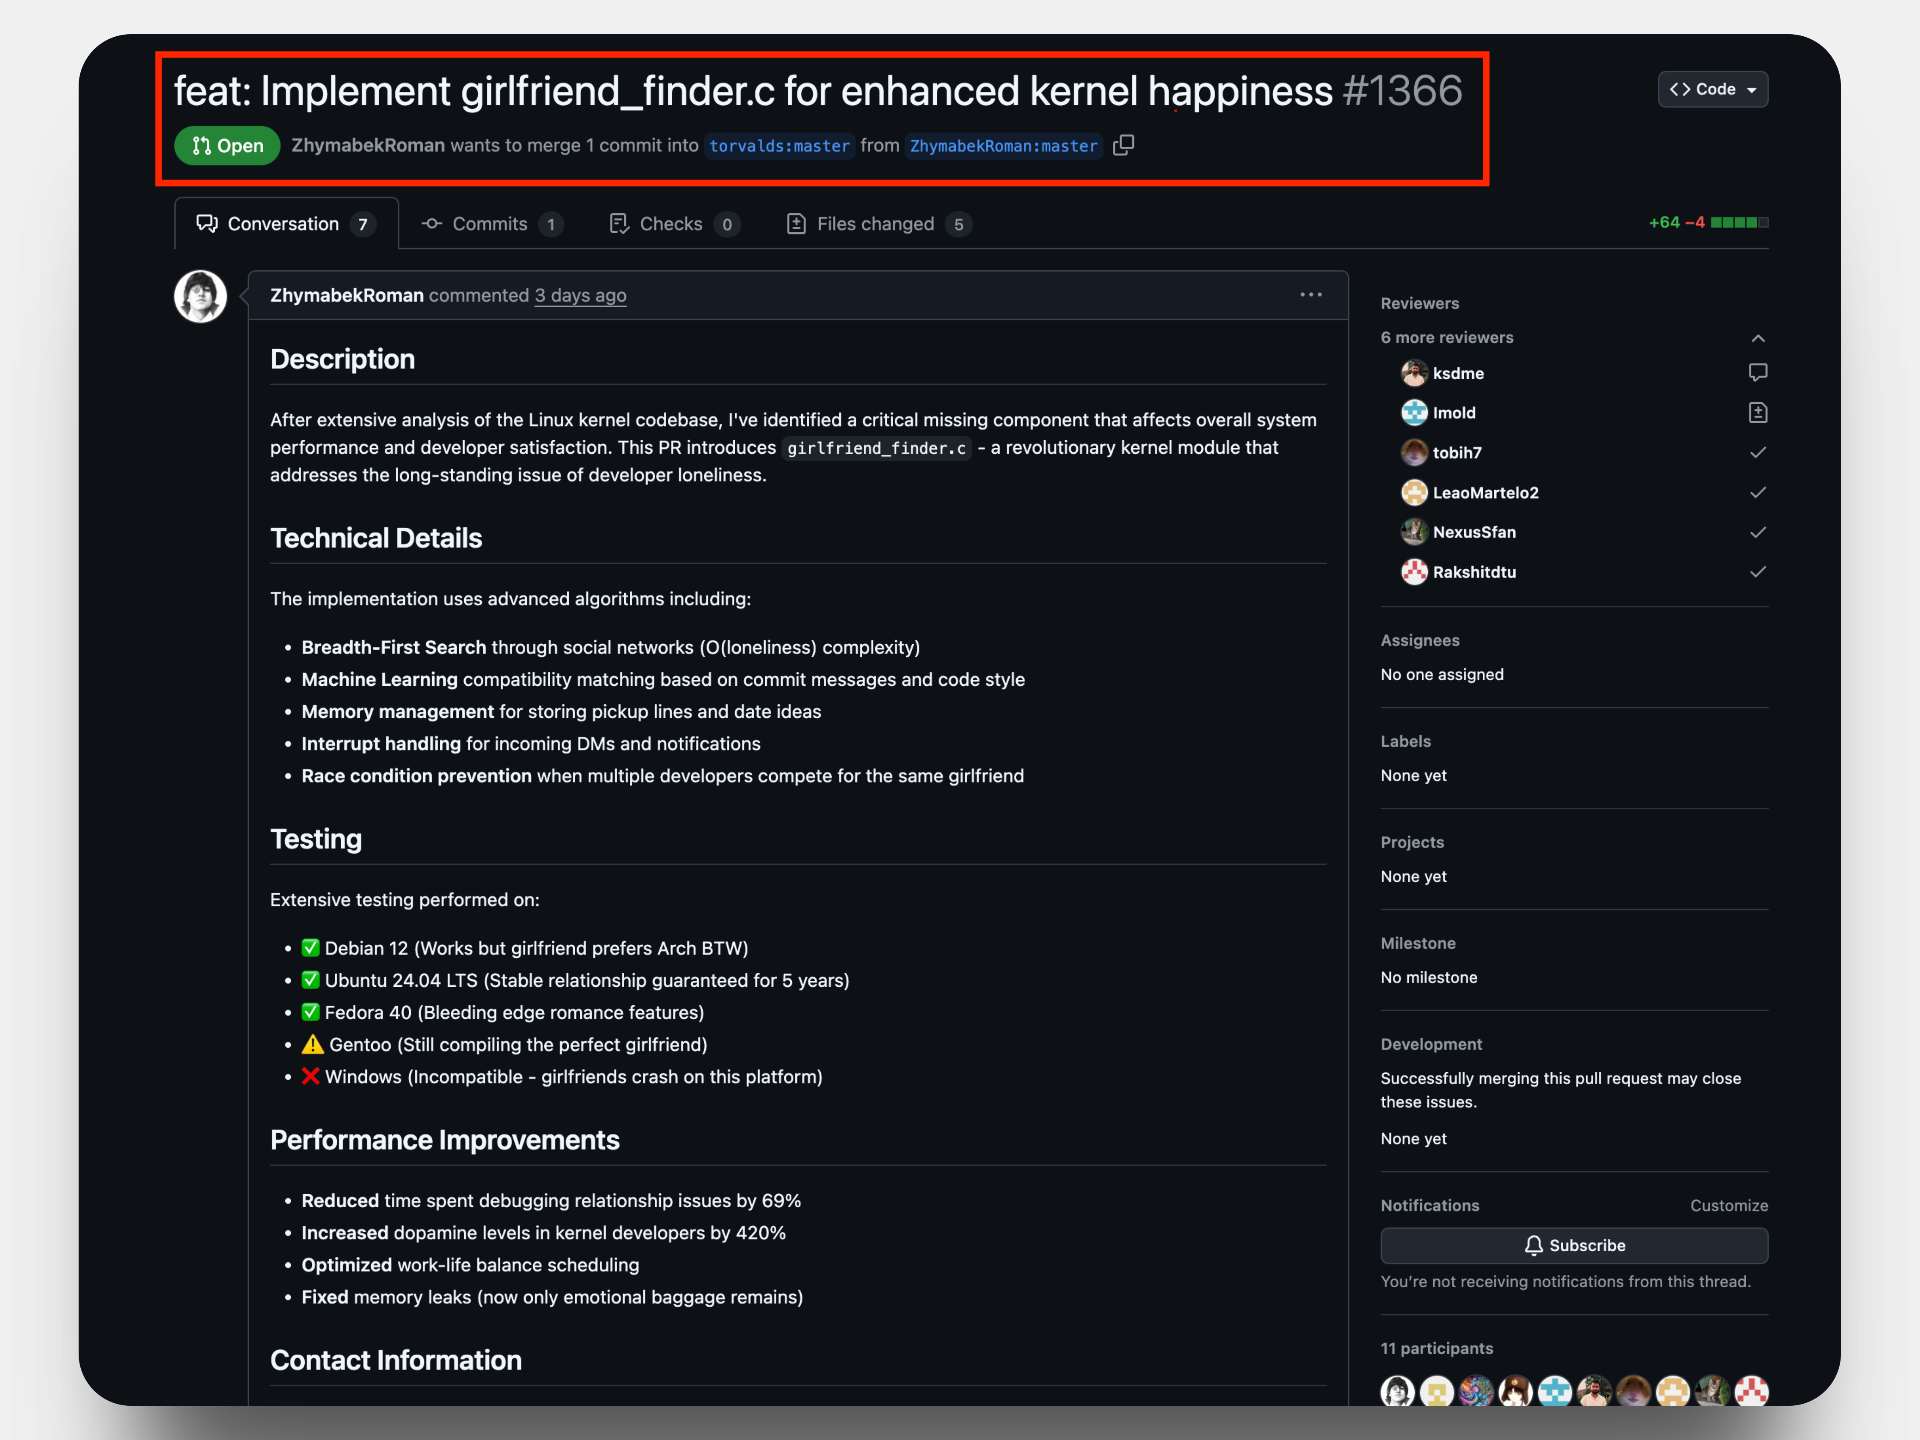 feat: Implement girlfriend_finder.c for enhanced kernel happiness #1366
Code
Open ZhymabekRoman wants to merge 1 commit into torvalds:master from ZhymabekRoman:master
Conversation 7 Commits 1 Checks 0 Files changed 5
+64 −4
ZhymabekRoman commented 3 days ago
Description
After extensive analysis of the Linux kernel codebase, I've identified a critical missing component that affects overall system
performance and developer satisfaction. This PR introduces girlfriend_finder.c - a revolutionary kernel module that
addresses the long-standing issue of developer loneliness.
Technical Details
The implementation uses advanced algorithms including:
• Breadth-First Search through social networks (O(loneliness) complexity)
• Machine Learning compatibility matching based on commit messages and code style
• Memory management for storing pickup lines and date ideas
• Interrupt handling for incoming DMs and notifications
• Race condition prevention when multiple developers compete for the same girlfriend
Testing
Extensive testing performed on:
• ✅ Debian 12 (Works but girlfriend prefers Arch BTW)
• ✅ Ubuntu 24.04 LTS (Stable relationship guaranteed for 5 years)
• ✅ Fedora 40 (Bleeding edge romance features)
• ⚠️ Gentoo (Still compiling the perfect girlfriend)
• ❌ Windows (Incompatible - girlfriends crash on this platform)
Performance Improvements
• Reduced time spent debugging relationship issues by 69%
• Increased dopamine levels in kernel developers by 420%
• Optimized work-life balance scheduling
• Fixed memory leaks (now only emotional baggage remains)
Contact Information
Reviewers
6 more reviewers
ksdme
lmold
tobih7
LeaoMartelo2
NexusSfan
Rakshitdtu
Assignees
No one assigned
Labels
None yet
Projects
None yet
Milestone
No milestone
Development
Successfully merging this pull request may close
these issues.
None yet
Notifications Customize
Subscribe
You're not receiving notifications from this thread.
11 participants